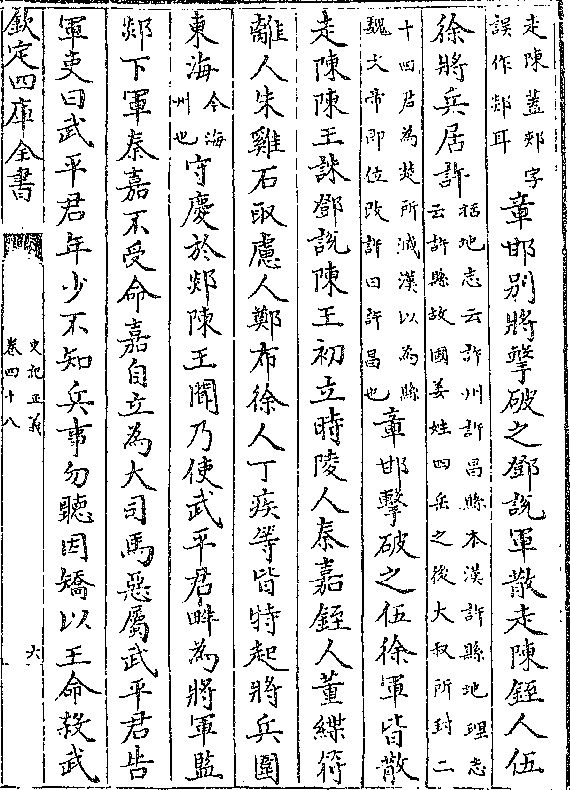 走陳蓋郟字
誤作郯耳
章邯別將擊破之鄧說軍散走陳銍人伍
徐將兵居許
括地志云許州許昌縣本漢許縣地理志
云許縣故國姜姓四岳之後大叔所封二
十四君為楚所滅漢以為縣
魏文帝即位改許曰許昌也
章邯擊破之伍徐軍皆散
走陳陳王誅鄧說陳王初立時陵人秦嘉銍人董緤符
離人朱雞石取慮人鄭布徐人丁疾等皆特起將兵圍
東海
今海
州也
守慶於郯陳王聞乃使武平君畔為將軍監
郯下軍秦嘉不受命嘉自立為大司馬惡屬武平君告
軍吏曰武平君年少不知兵事勿聽因矯以王命殺武
欽定四庫全書
史記正義
卷四十八
六